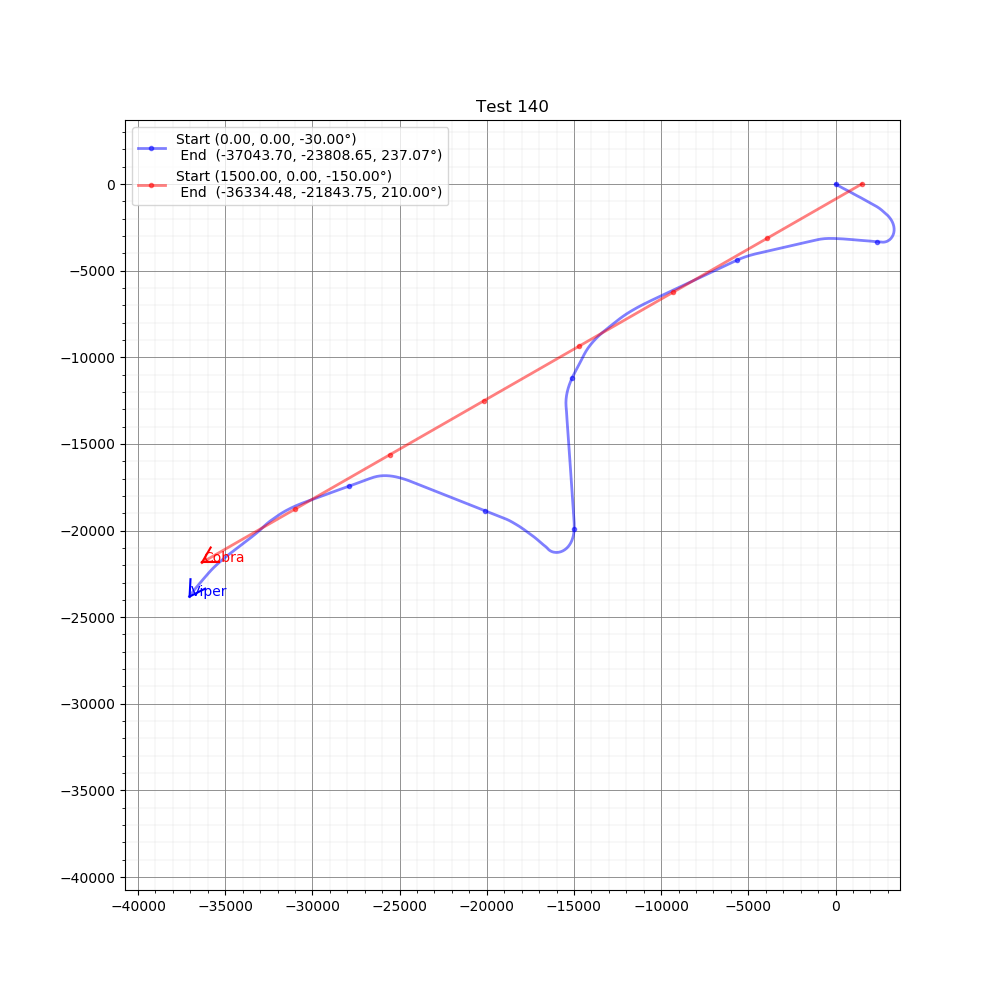 Test 140
Start (0.00, 0.00, -30.00°)
End (-37043.70, -23808.65, 237.07°)
Start (1500.00, 0.00, -150.00°)
End (-36334.48, -21843.75, 210.00°)
0
−5000
−10000
−15000
−20000
−25000
−30000
−35000
−40000
Cobra
Viper
−40000 −35000 −30000 −25000 −20000 −15000 −10000 −5000 0